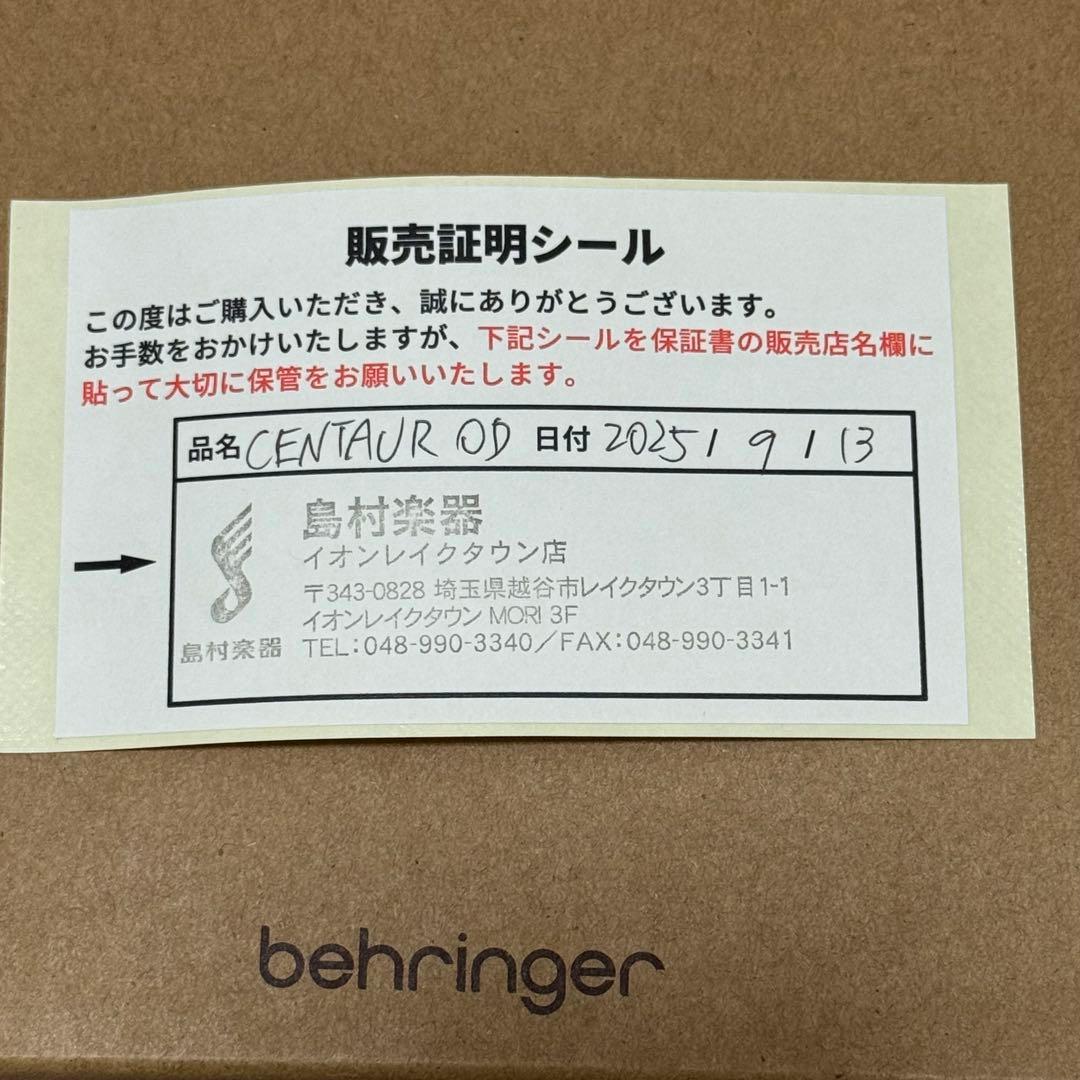 販売証明シール
この度はご購入いただき、誠にありがとうございます。
お手数をおかけいたしますが、下記シールを保証書の販売店名欄に
貼って大切に保管をお願いいたします。
品名 CENTAUR OD 日付 2025 / 9 / 13
島村楽器
イオンレイクタウン店
〒343-0828 埼玉県越谷市レイクタウン3丁目1-1
イオンレイクタウン MORI 3F
島村楽器 TEL:048-990-3340/FAX:048-990-3341
behringer